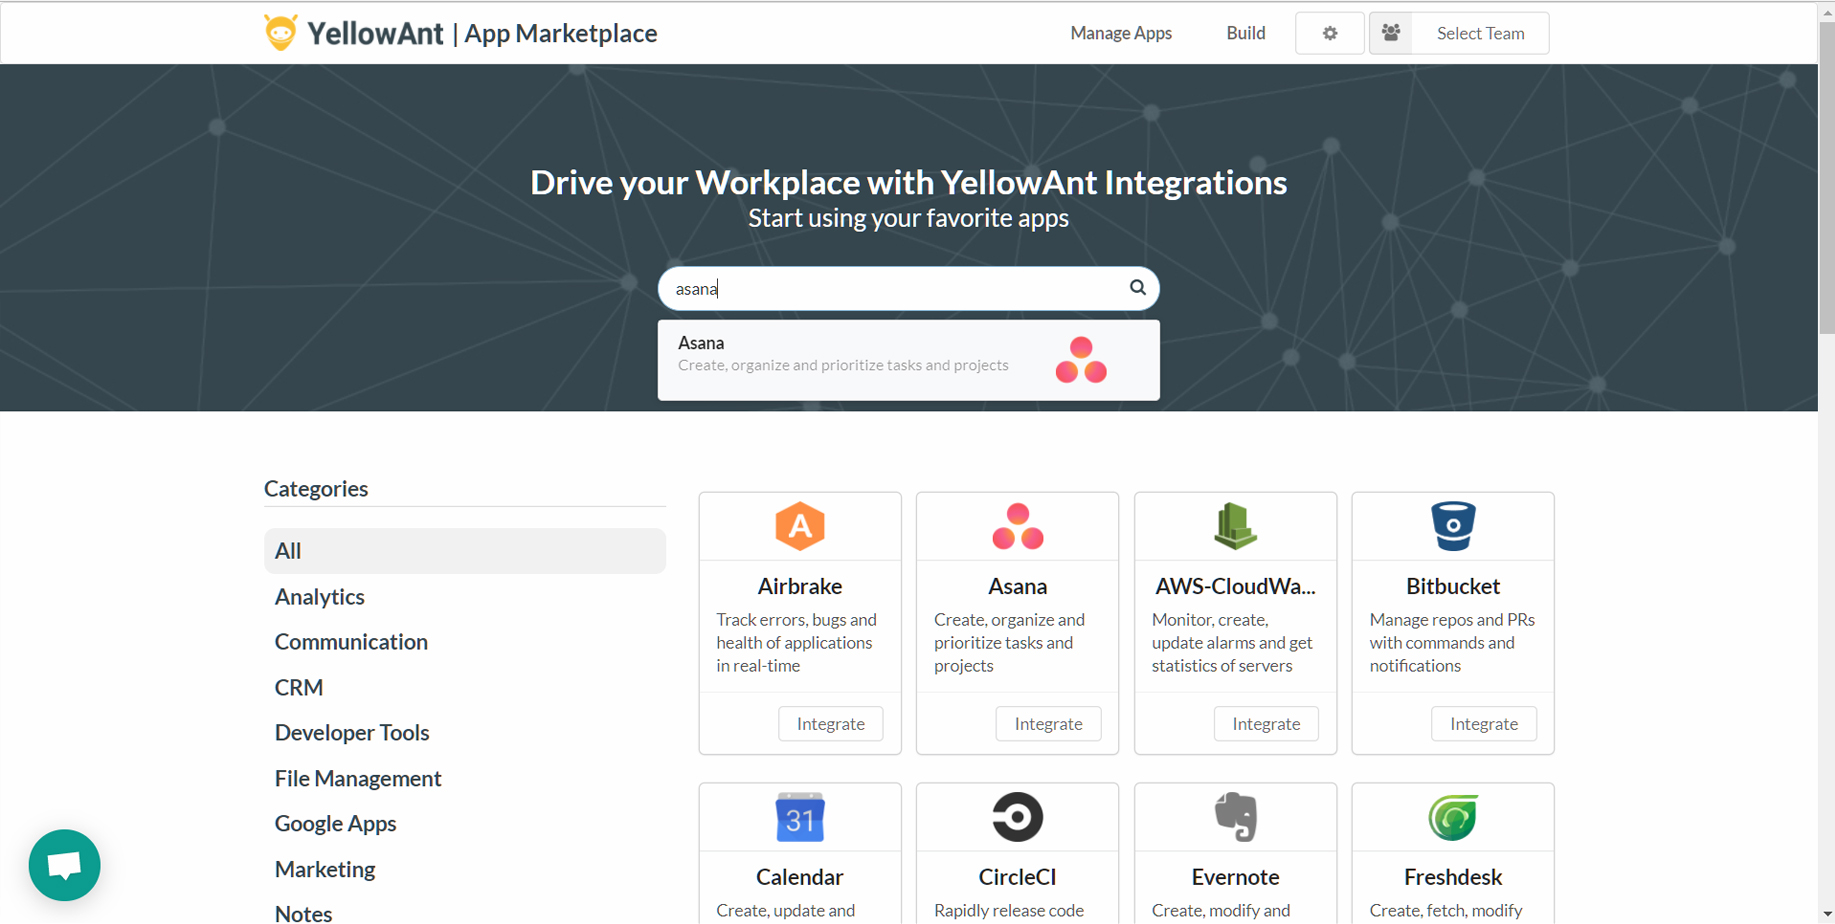 YellowAnt | App Marketplace
Manage Apps
Build
Select Team
Drive your Workplace with YellowAnt Integrations
Start using your favorite apps
asana
Asana
Create, organize and prioritize tasks and projects
Categories
All
Analytics
Communication
CRM
Developer Tools
File Management
Google Apps
Marketing
Notes
A
Airbrake
Track errors, bugs and
health of applications
in real-time
Integrate
Asana
Create, organize and
prioritize tasks and
projects
Integrate
AWS-CloudWa...
Monitor, create,
update alarms and get
statistics of servers
Integrate
Bitbucket
Manage repos and PRs
with commands and
notifications
Integrate
31
Calendar
Create, update and
CircleCI
Rapidly release code
Evernote
Create, modify and
Freshdesk
Create, fetch, modify